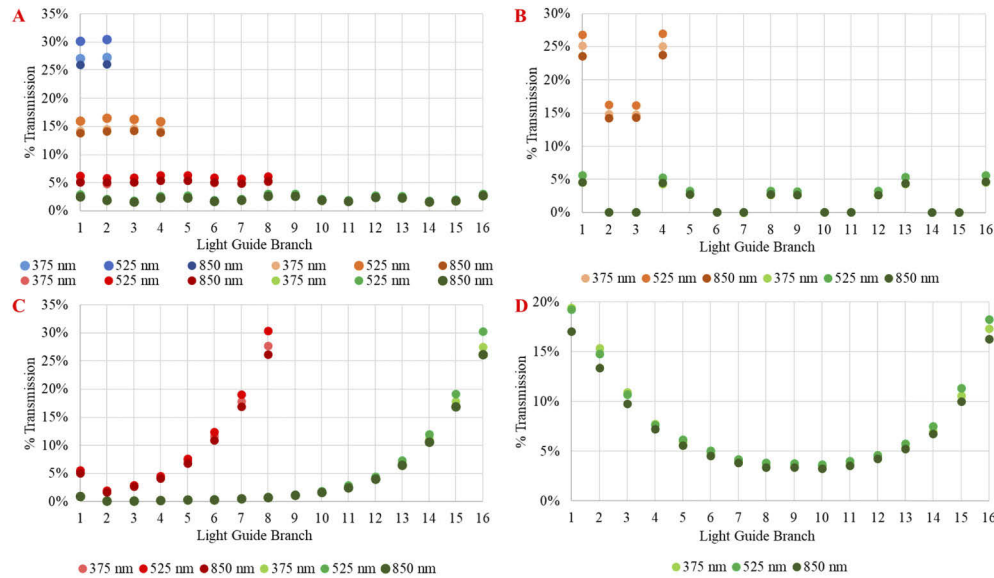 A
35%
30%
25%
20%
15%
10%
5%
0%
% Transmission
1 2 3 4 5 6 7 8 9 10 11 12 13 14 15 16
Light Guide Branch
375 nm 525 nm 850 nm 375 nm 525 nm 850 nm
375 nm 525 nm 850 nm 375 nm 525 nm 850 nm
B
30%
25%
20%
15%
10%
5%
0%
% Transmission
1 2 3 4 5 6 7 8 9 10 11 12 13 14 15 16
Light Guide Branch
375 nm 525 nm 850 nm 375 nm 525 nm 850 nm
C
35%
30%
25%
20%
15%
10%
5%
0%
% Transmission
1 2 3 4 5 6 7 8 9 10 11 12 13 14 15 16
Light Guide Branch
375 nm 525 nm 850 nm 375 nm 525 nm 850 nm
D
20%
15%
10%
5%
0%
% Transmission
1 2 3 4 5 6 7 8 9 10 11 12 13 14 15 16
Light Guide Branch
375 nm 525 nm 850 nm